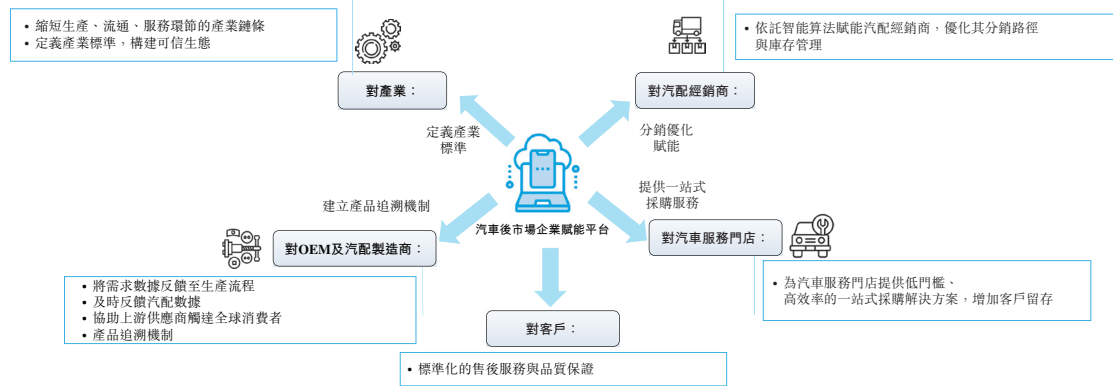 • 縮短生產、流通、服務環節的產業鏈條
• 定義產業標準，構建可信生態
對產業：
• 依託智能算法賦能汽配經銷商，優化其分銷路徑
與庫存管理
對汽配經銷商：
定義產業
標準
分銷優化
賦能
建立產品追溯機制
提供一站式
採購服務
汽車後市場企業賦能平台
對OEM及汽配製造商：
• 將需求數據反饋至生產流程
• 及時反饋汽配數據
• 協助上游供應商觸達全球消費者
• 產品追溯機制
對汽車服務門店：
• 為汽車服務門店提供低門檻、
高效率的一站式採購解決方案，增加客戶留存
對客戶：
• 標準化的售後服務與品質保證